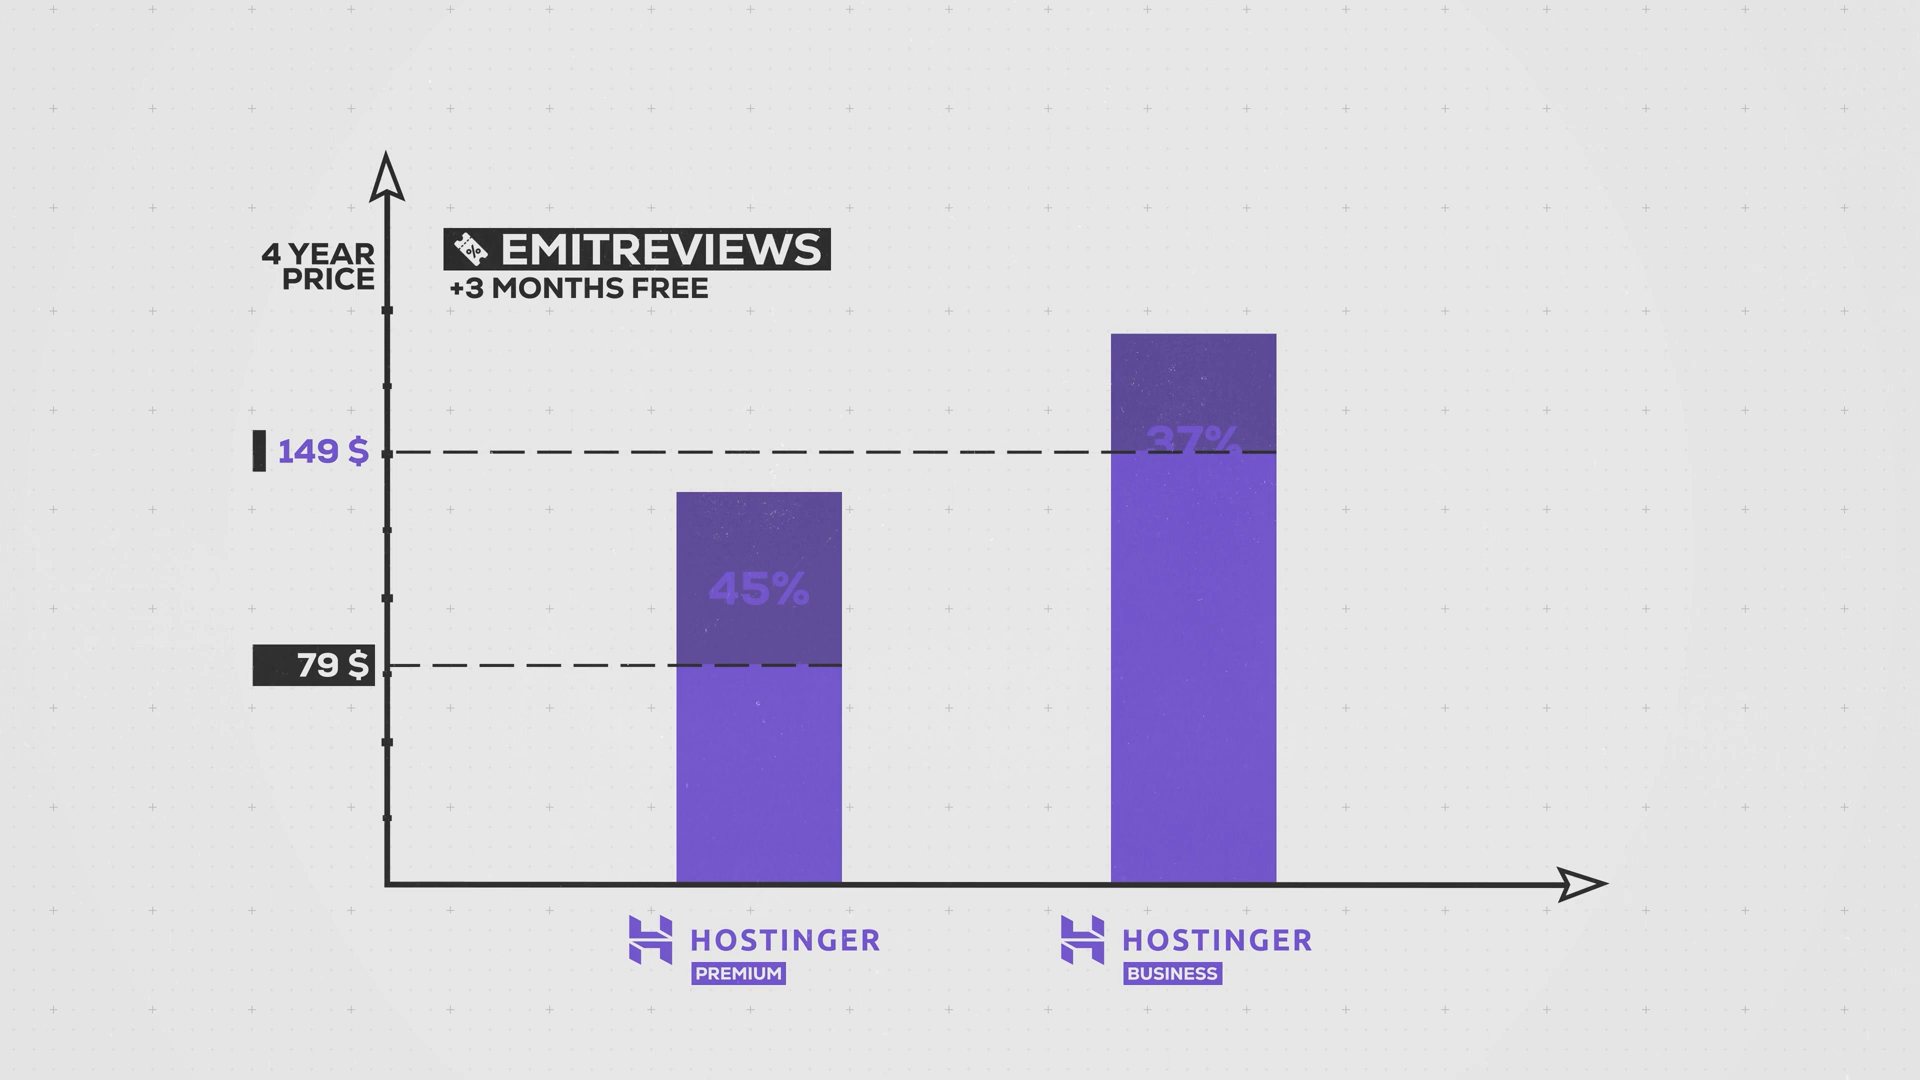 4 YEAR
PRICE
EMITREVIEWS
+3 MONTHS FREE
149 $
37%
45%
79 $
HOSTINGER
PREMIUM
HOSTINGER
BUSINESS